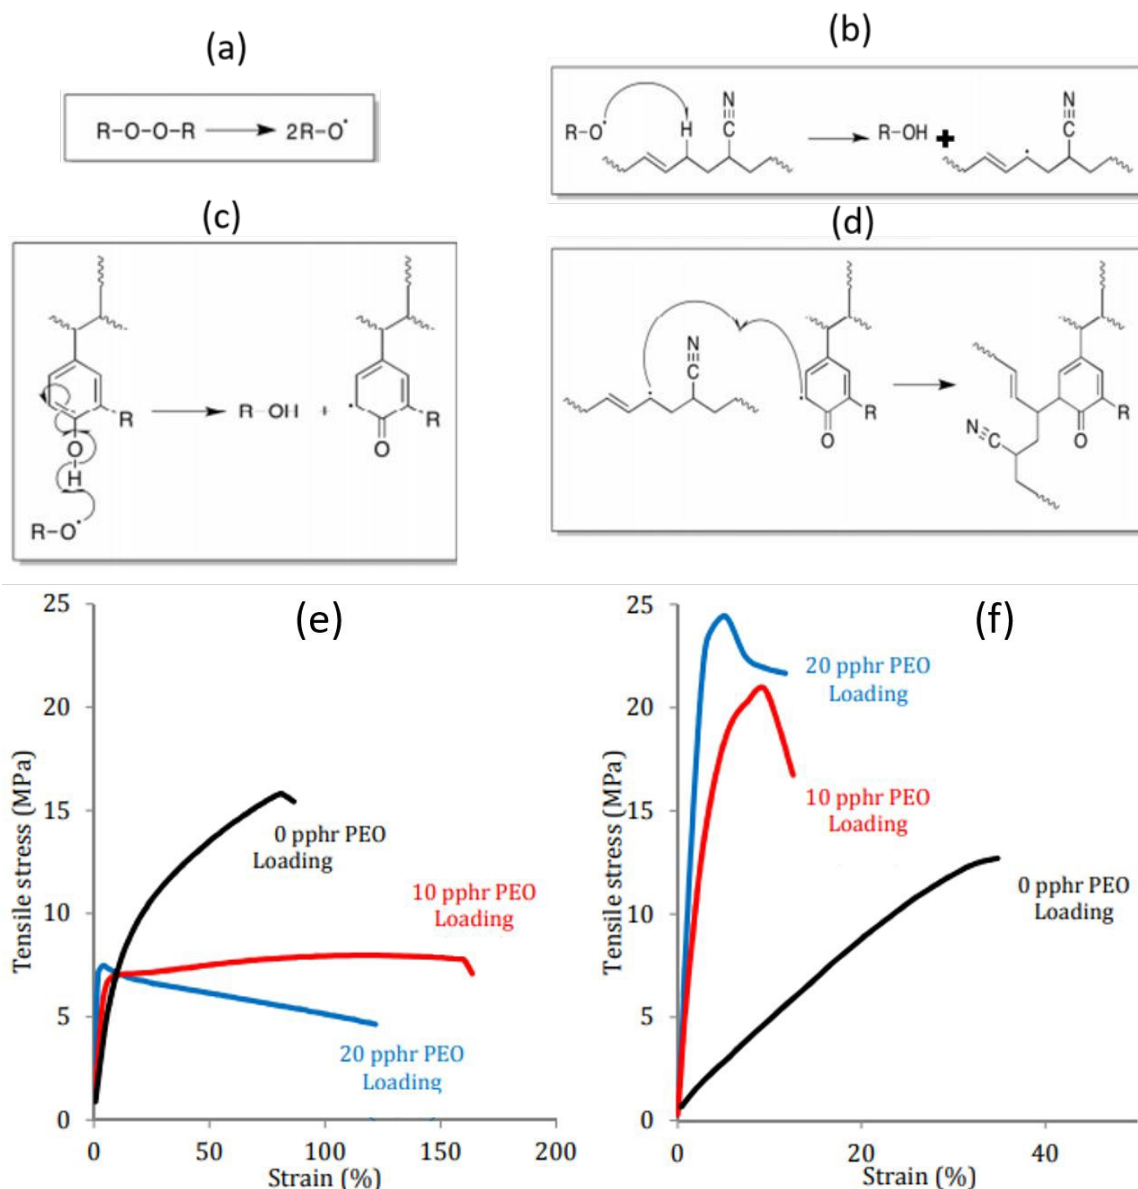 (a)
R-O-O-R
2R-O•
(b)
R-O•
H
N
C
R-OH
+
N
C
(c)
R
O
H
R-O•
R-OH
+
R
O
(d)
N
C
R
O
N
C
R
O
(e)
25
20
15
10
5
0
Tensile stress (MPa)
0 pphr PEO
Loading
10 pphr PEO
Loading
20 pphr PEO
Loading
0
50
100
150
200
Strain (%)
(f)
25
20
15
10
5
0
Tensile stress (MPa)
20 pphr PEO
Loading
10 pphr PEO
Loading
0 pphr PEO
Loading
0
20
40
Strain (%)